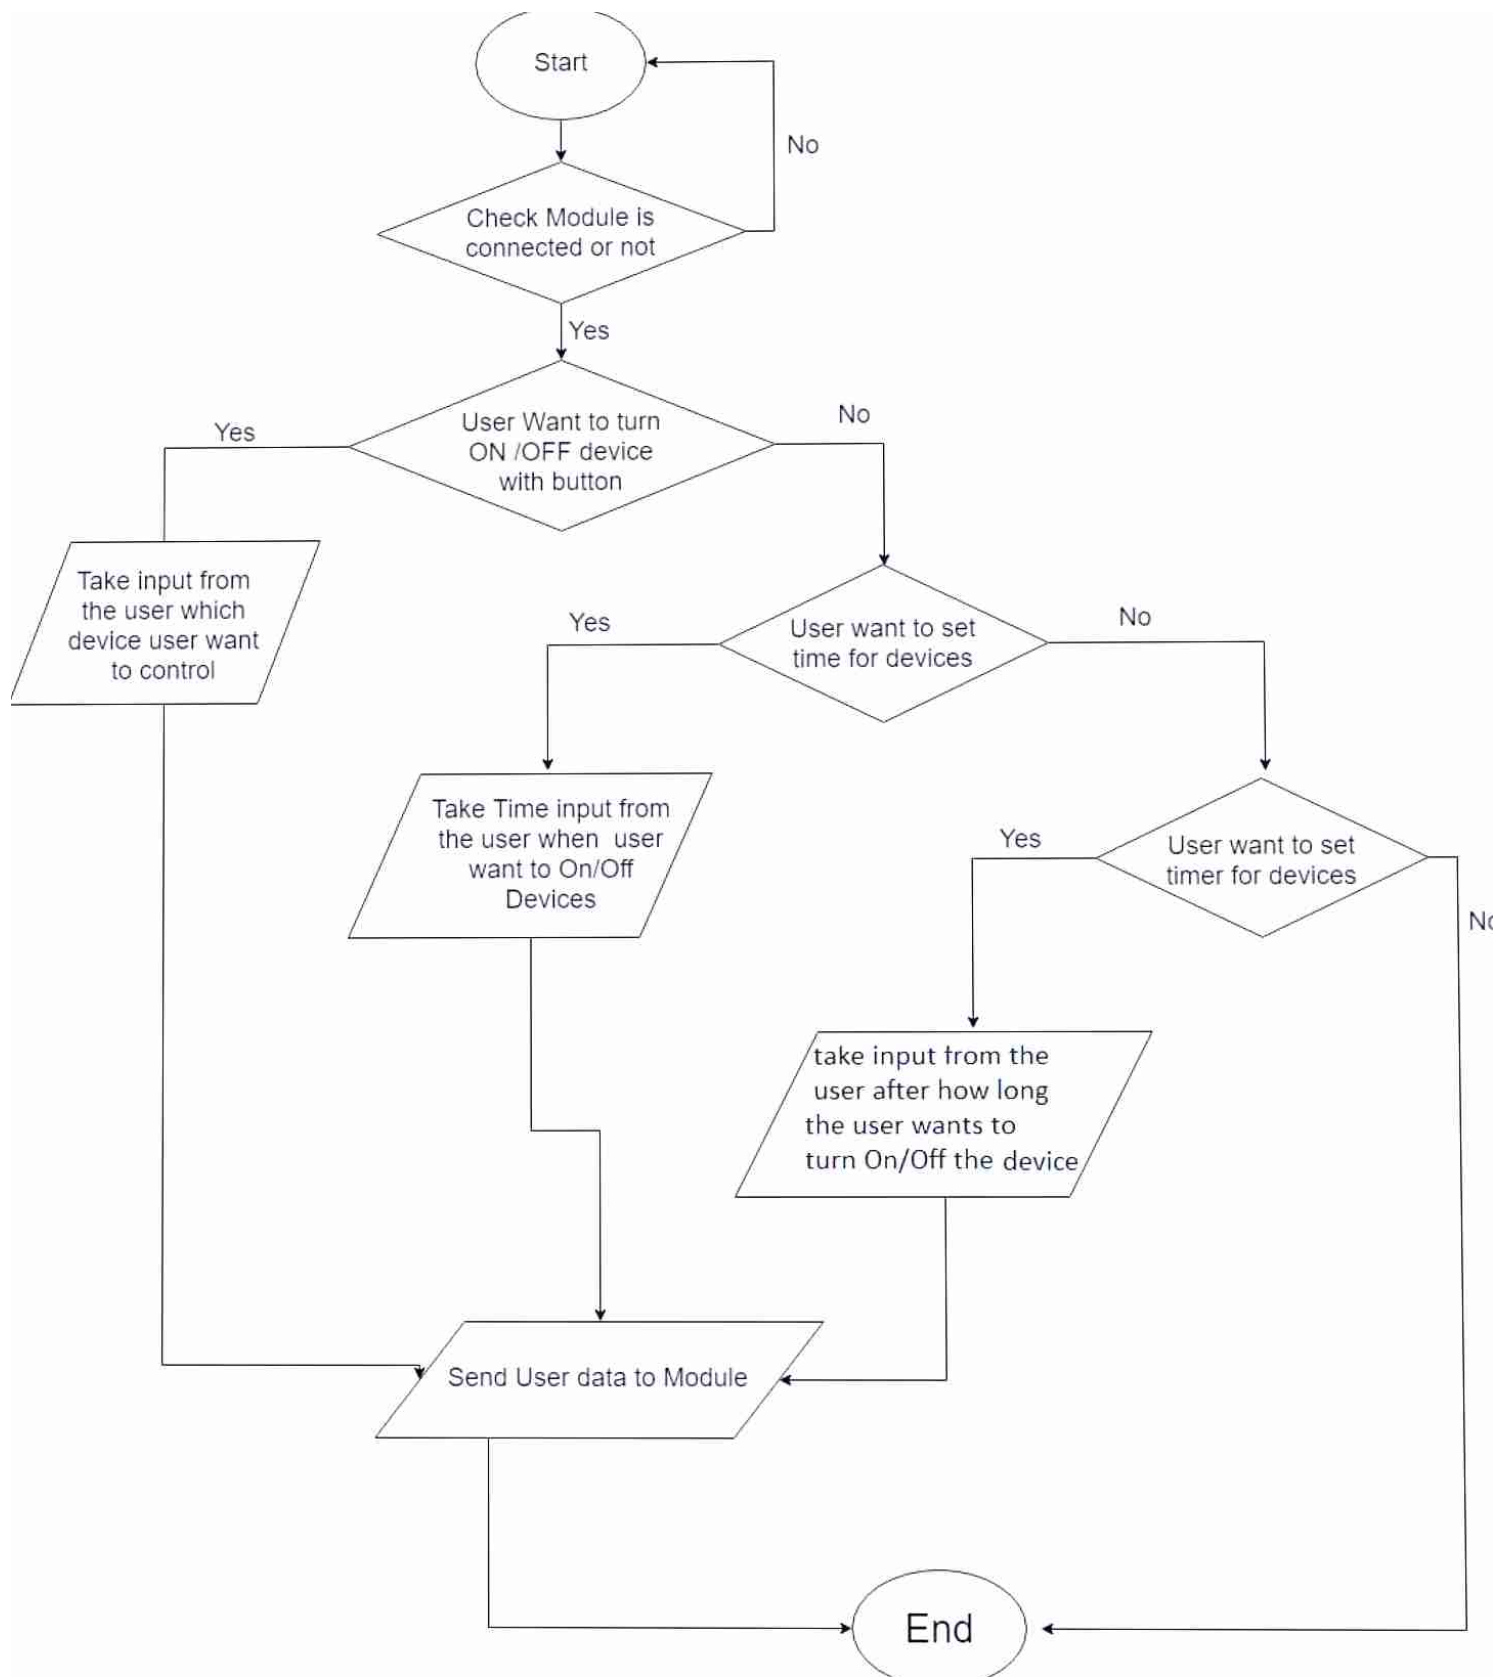 Start
No
Check Module is
connected or not
Yes
User Want to turn
ON /OFF device
with button
Yes
No
Take input from
the user which
device user want
to control
User want to set
time for devices
Yes
No
Take Time input from
the user when  user
want to On/Off
Devices
User want to set
timer for devices
Yes
No
take input from the
user after how long
the user wants to
turn On/Off the device
Send User data to Module
End